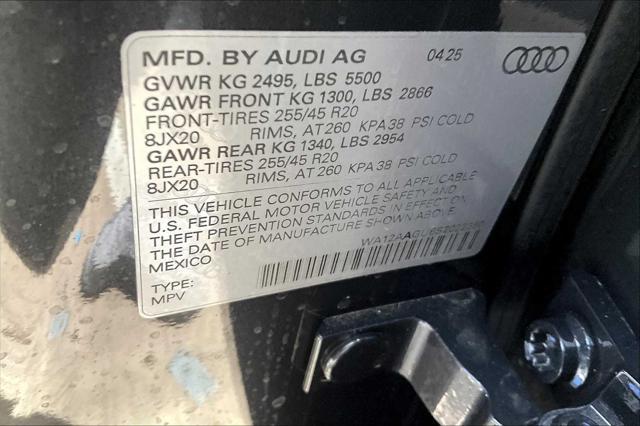 MFD. BY AUDI AG 04.25
GVWR KG 2495, LBS 5500
GAWR FRONT KG 1300, LBS 2866
FRONT-TIRES 255/45 R20
8JX20 RIMS, AT 260 KPA 38 PSI COLD
GAWR REAR KG 1340, LBS 2954
REAR-TIRES 255/45 R20
8JX20 RIMS, AT 260 KPA 38 PSI COLD
THIS VEHICLE CONFORMS TO ALL APPLICABLE
U.S. FEDERAL MOTOR VEHICLE SAFETY AND
THEFT PREVENTION STANDARDS IN EFFECT ON
THE DATE OF MANUFACTURE SHOWN ABOVE
MEXICO
TYPE:
MPV